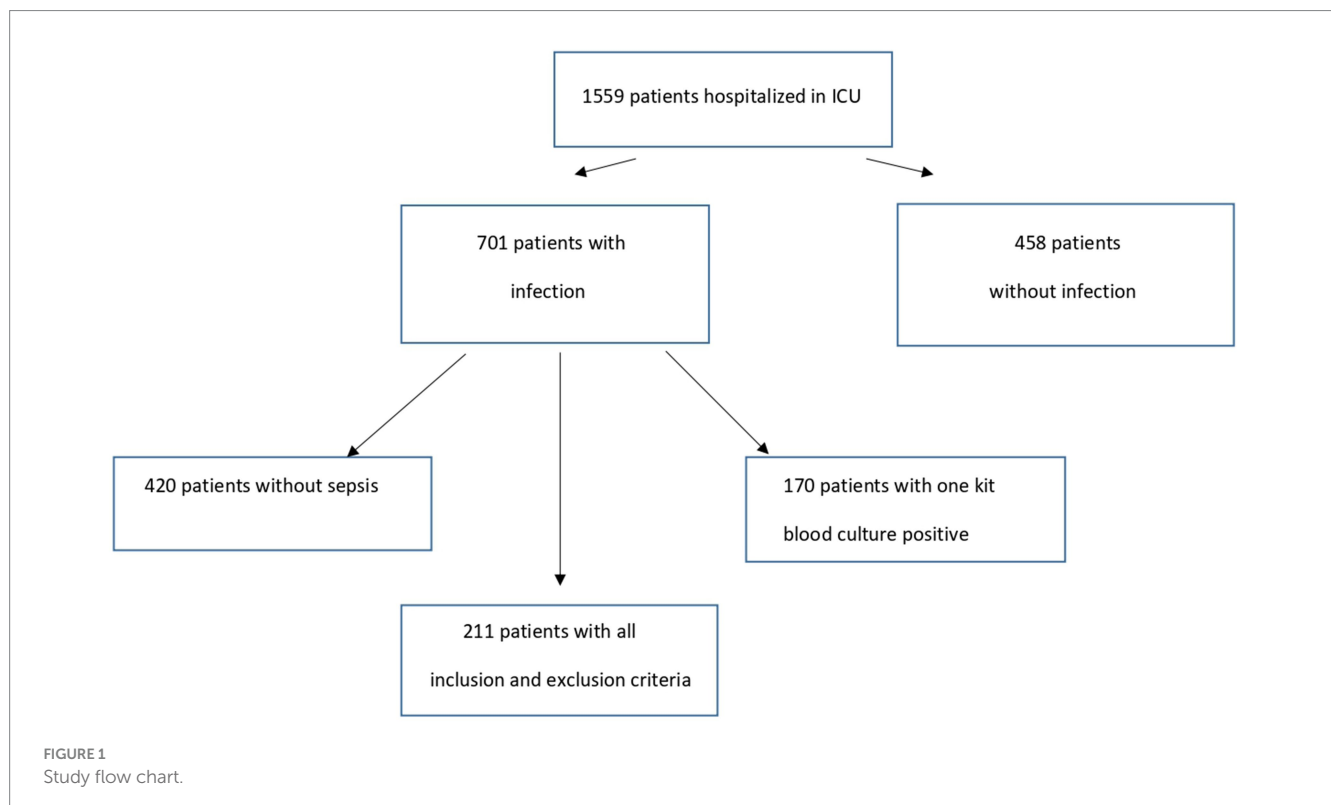 1559 patients hospitalized in ICU
701 patients with
infection
458 patients
without infection
420 patients without sepsis
170 patients with one kit
blood culture positive
211 patients with all
inclusion and exclusion criteria
FIGURE 1
Study flow chart.